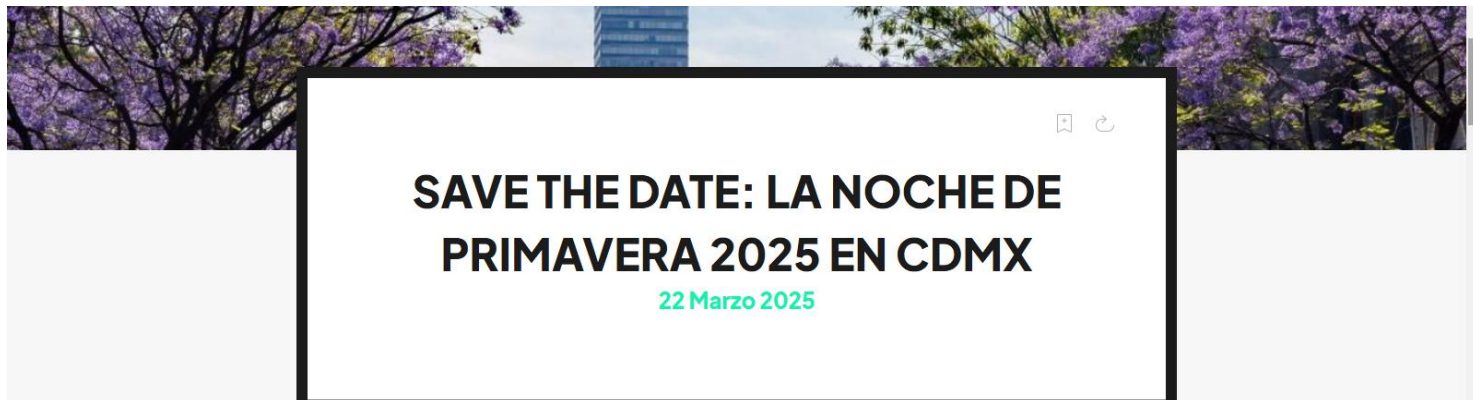 SAVE THE DATE: LA NOCHE DE
PRIMAVERA 2025 EN CDMX
22 Marzo 2025